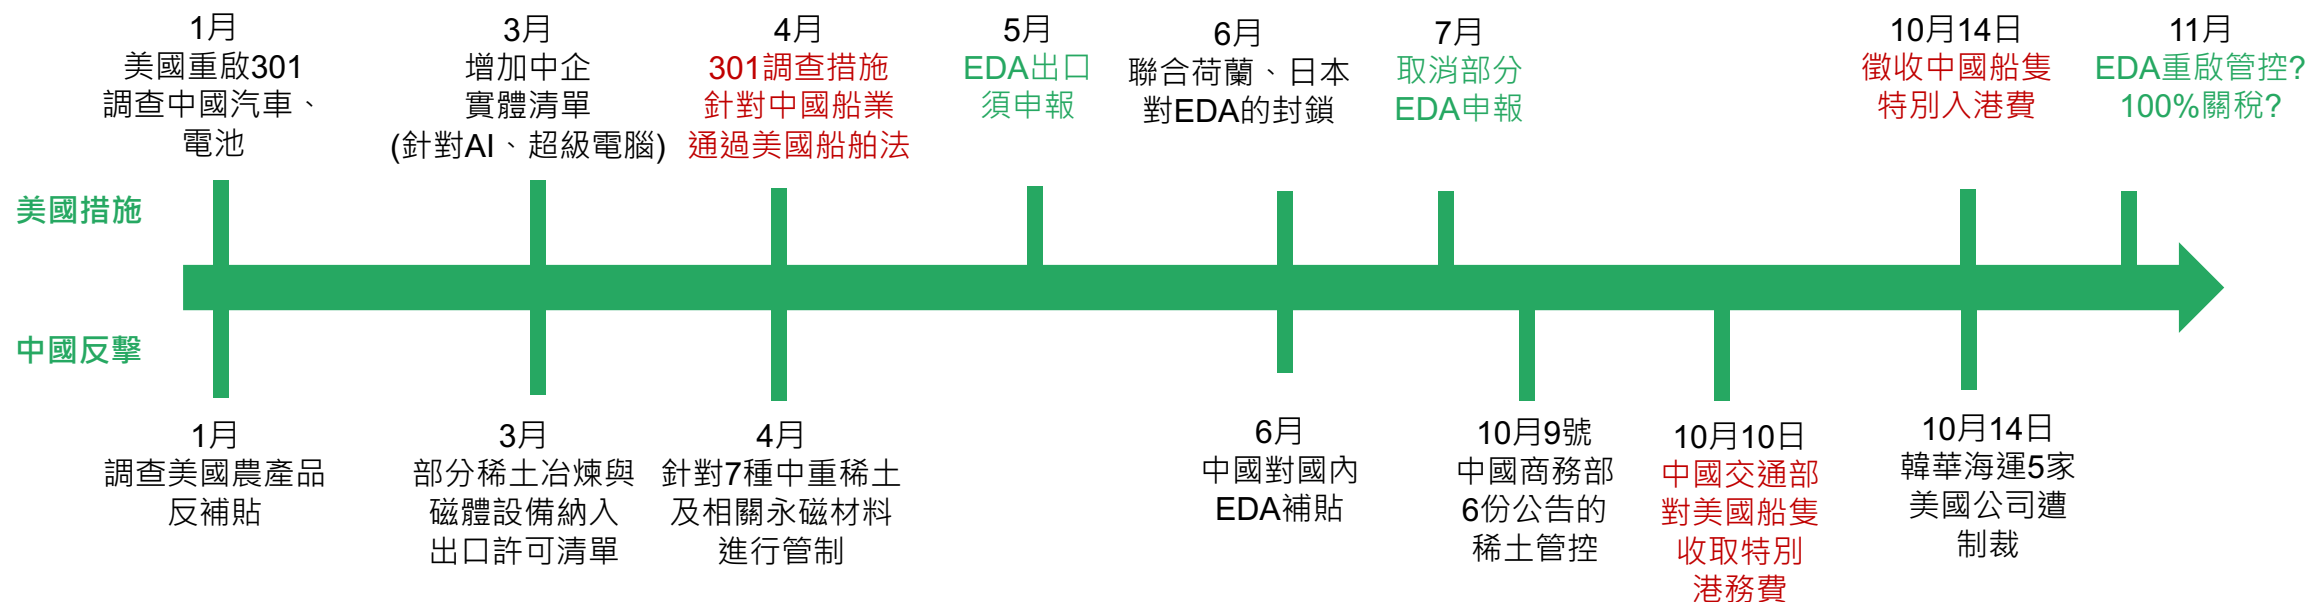 1月
美國重啟301
調查中國汽車、
電池
3月
增加中企
實體清單
(針對AI、超級電腦)
4月
301調查措施
針對中國船業
通過美國船舶法
5月
EDA出口
須申報
6月
聯合荷蘭、日本
對EDA的封鎖
7月
取消部分
EDA申報
10月14日
徵收中國船隻
特別入港費
11月
EDA重啟管控?
100%關稅?
美國措施
中國反擊
1月
調查美國農產品
反補貼
3月
部分稀土冶煉與
磁體設備納入
出口許可清單
4月
針對7種中重稀土
及相關永磁材料
進行管制
6月
中國對國內
EDA補貼
10月9號
中國商務部
6份公告的
稀土管控
10月10日
中國交通部
對美國船隻
收取特別
港務費
10月14日
韓華海運5家
美國公司遭
制裁